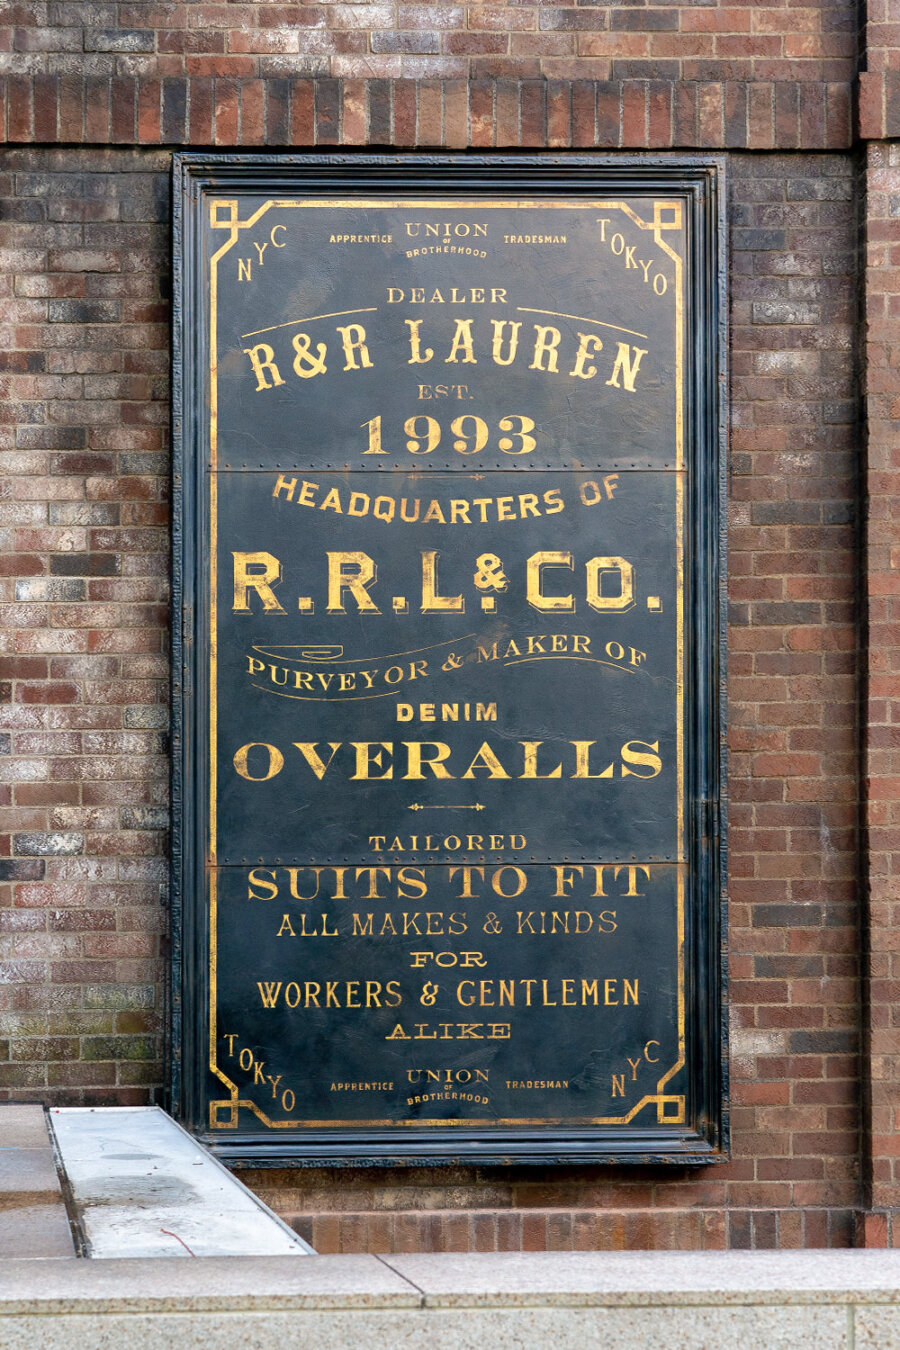 NYC
APPRENTICE UNION OF BROTHERHOOD TRADESMAN
TOKYO
DEALER
R&R LAUREN
EST.
1993
HEADQUARTERS OF
R.R.L.&CO.
PURVEYOR & MAKER OF
DENIM
OVERALLS
TAILORED
SUITS TO FIT
ALL MAKES & KINDS
FOR
WORKERS & GENTLEMEN
ALIKE
TOKYO
APPRENTICE UNION OF BROTHERHOOD TRADESMAN
NYC